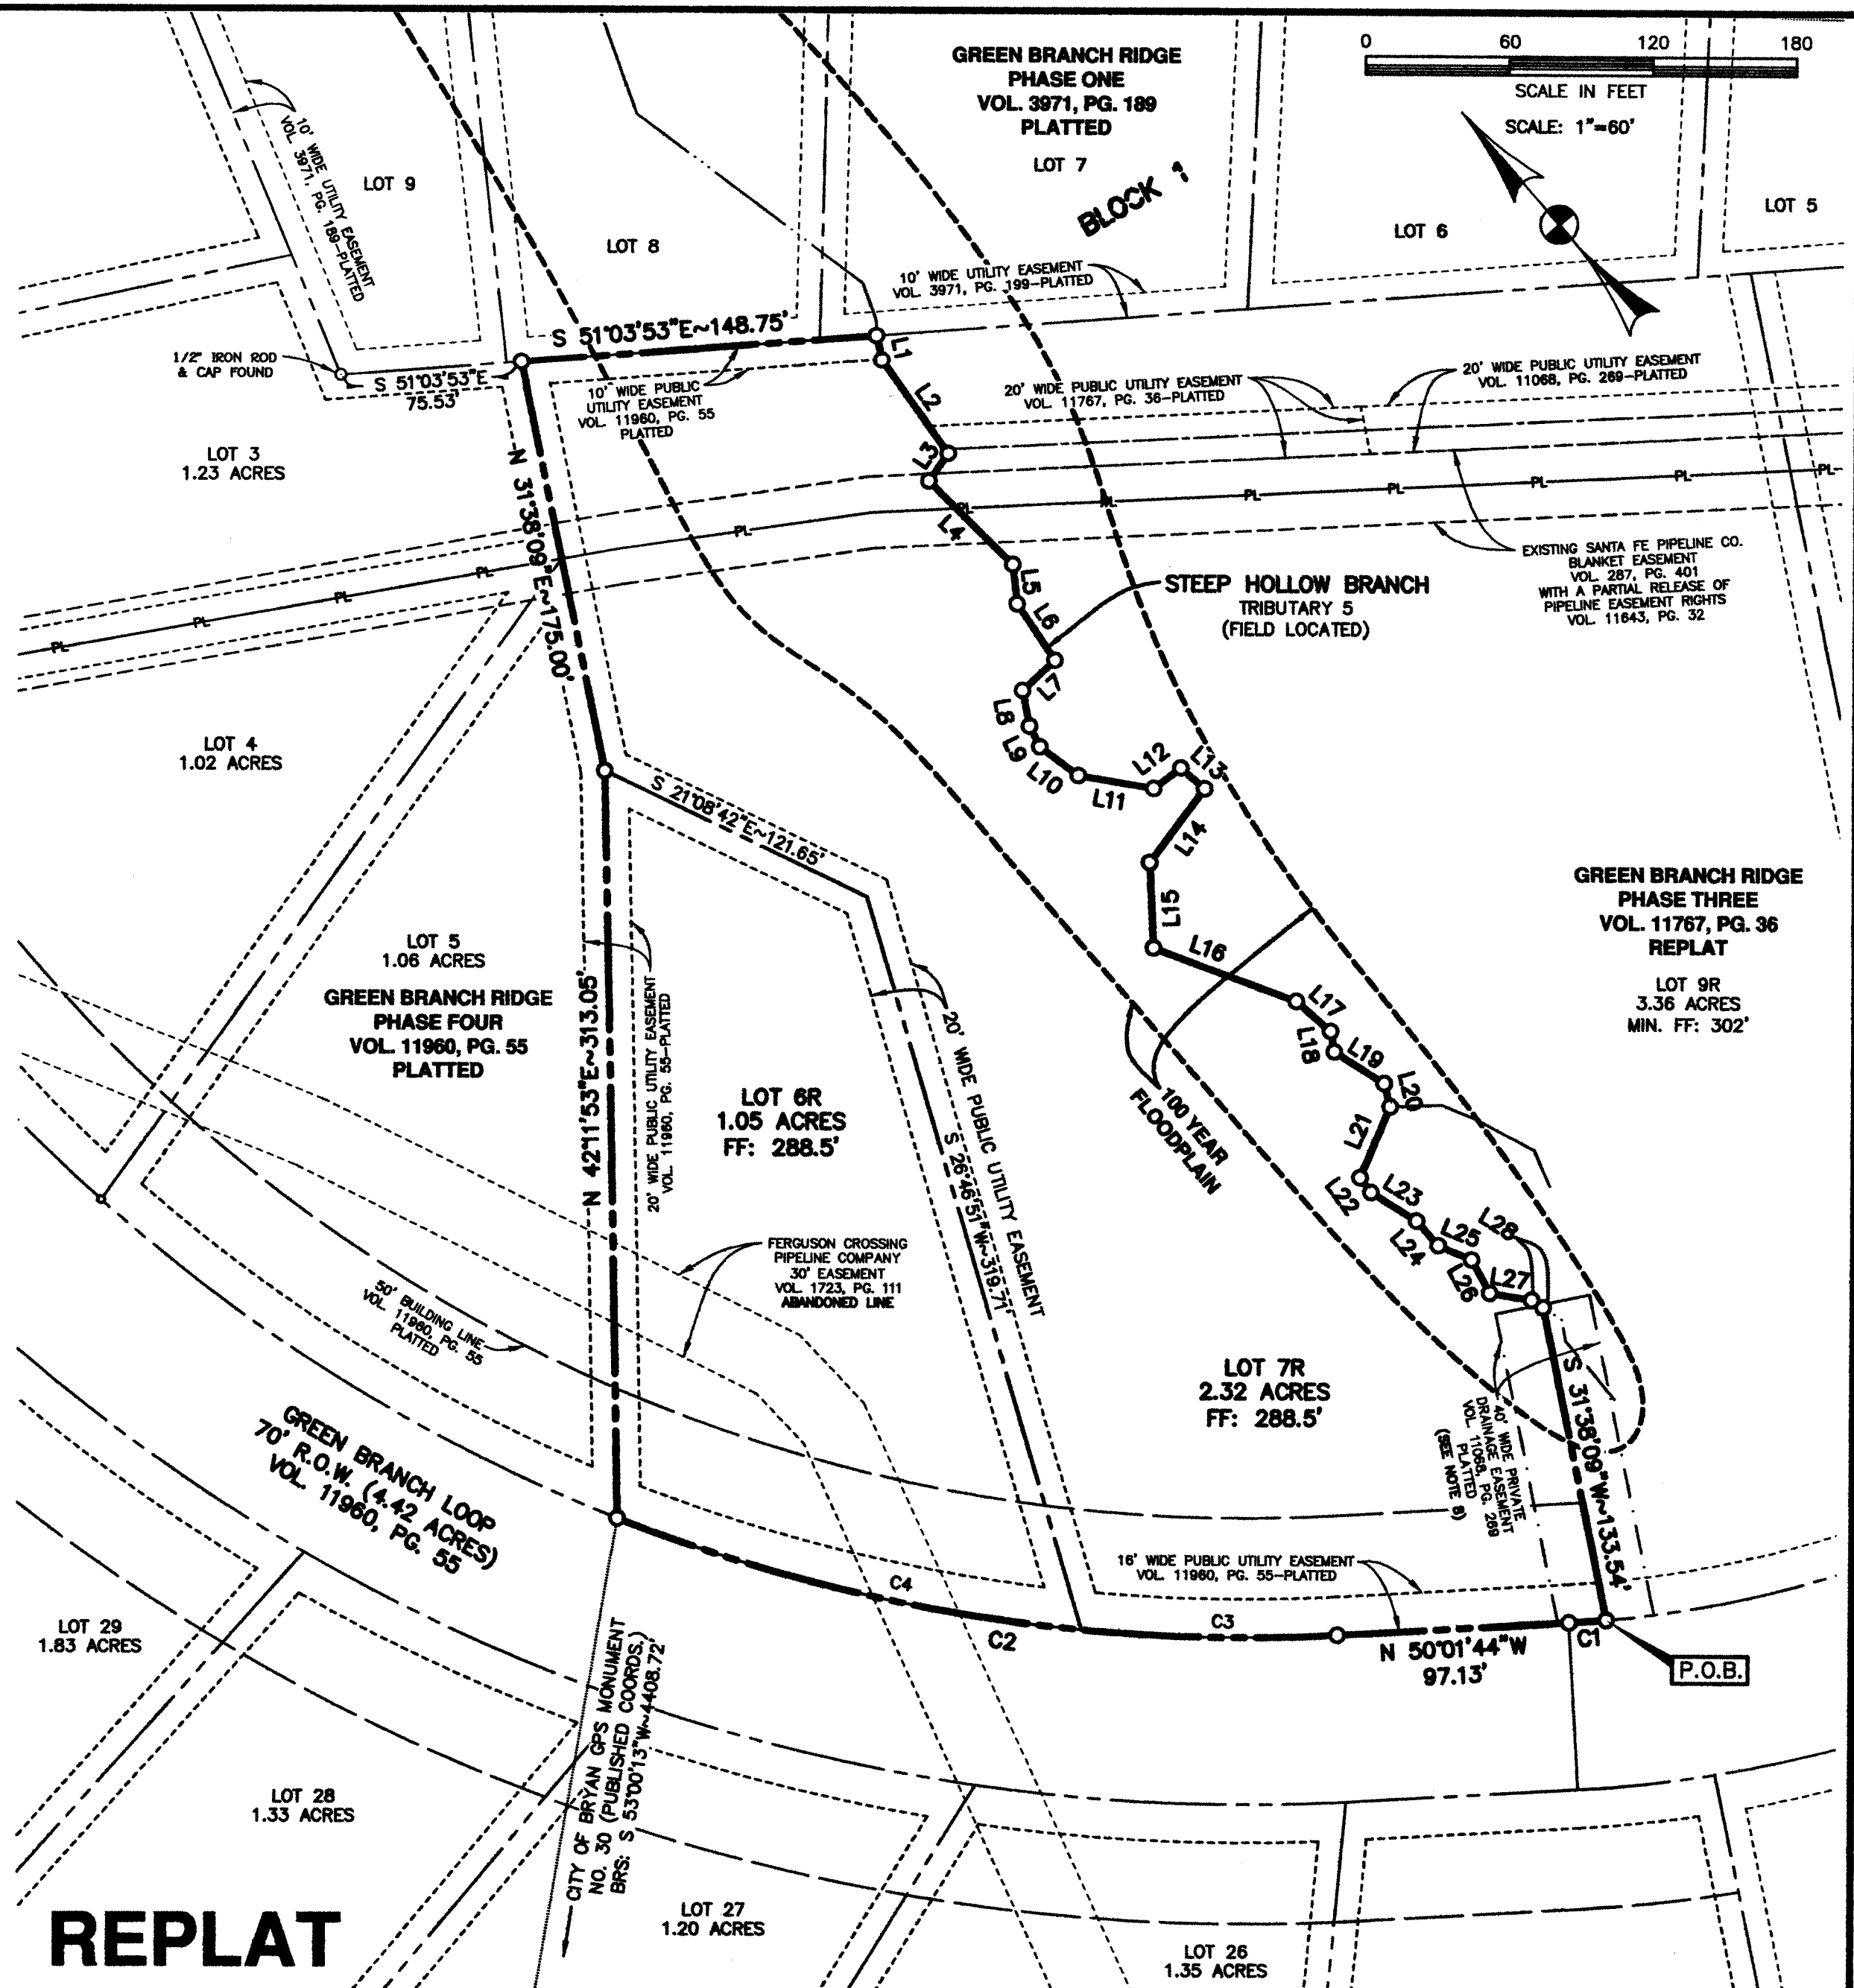 GREEN BRANCH RIDGE
PHASE ONE
VOL. 3971, PG. 189
PLATTED
LOT 7
BLOCK 1
0 60 120 180
SCALE IN FEET
SCALE: 1"=60'
LOT 5
LOT 6
LOT 8
LOT 9
10' WIDE UTILITY EASEMENT
VOL. 3971, PG. 189-PLATTED
10' WIDE UTILITY EASEMENT
VOL. 3971, PG. 199-PLATTED
1/2" IRON ROD
& CAP FOUND
S 51°03'53"E
75.53'
S 51°03'53"E~148.75'
10' WIDE PUBLIC
UTILITY EASEMENT
VOL. 11960, PG. 55
PLATTED
L1
L2
L3
L4
L5
L6
L7
L8
L9
L10
L11
L12
L13
L14
L15
L16
L17
L18
L19
L20
L21
L22
L23
L24
L25
L26
L27
L28
20' WIDE PUBLIC UTILITY EASEMENT
VOL. 11767, PG. 36-PLATTED
20' WIDE PUBLIC UTILITY EASEMENT
VOL. 11068, PG. 269-PLATTED
LOT 3
1.23 ACRES
N 31°38'09"E~175.00'
PL PL PL PL PL PL PL PL PL PL PL
EXISTING SANTA FE PIPELINE CO.
BLANKET EASEMENT
VOL. 287, PG. 401
WITH A PARTIAL RELEASE OF
PIPELINE EASEMENT RIGHTS
VOL. 11643, PG. 32
STEEP HOLLOW BRANCH
TRIBUTARY 5
(FIELD LOCATED)
LOT 4
1.02 ACRES
S 21°08'42"E~121.65'
LOT 5
1.06 ACRES
GREEN BRANCH RIDGE
PHASE FOUR
VOL. 11960, PG. 55
PLATTED
N 42°11'53"E~313.05'
20' WIDE PUBLIC UTILITY EASEMENT
VOL. 11960, PG. 55-PLATTED
LOT 6R
1.05 ACRES
FF: 288.5'
20' WIDE PUBLIC UTILITY EASEMENT
S 26°46'51"W~319.71'
100 YEAR
FLOODPLAIN
GREEN BRANCH RIDGE
PHASE THREE
VOL. 11767, PG. 36
REPLAT
LOT 9R
3.36 ACRES
MIN. FF: 302'
FERGUSON CROSSING
PIPELINE COMPANY
30' EASEMENT
VOL. 1723, PG. 111
ABANDONED LINE
50' BUILDING LINE
VOL. 11960, PG. 55
PLATTED
LOT 7R
2.32 ACRES
FF: 288.5'
40' WIDE PRIVATE
DRAINAGE EASEMENT
VOL. 11068, PG. 269
PLATTED
(SEE NOTE 8)
S 31°38'09"W~133.54'
GREEN BRANCH LOOP
70' R.O.W. (4.42 ACRES)
VOL. 11960, PG. 55
16' WIDE PUBLIC UTILITY EASEMENT
VOL. 11960, PG. 55-PLATTED
C4
C2
C3
N 50°01'44"W
97.13'
C1
P.O.B.
LOT 29
1.83 ACRES
CITY OF BRYAN GPS MONUMENT
NO. 30 (PUBLISHED COORDS.)
BRS: S 53°00'13"W~4408.72'
LOT 28
1.33 ACRES
LOT 27
1.20 ACRES
LOT 26
1.35 ACRES
REPLAT